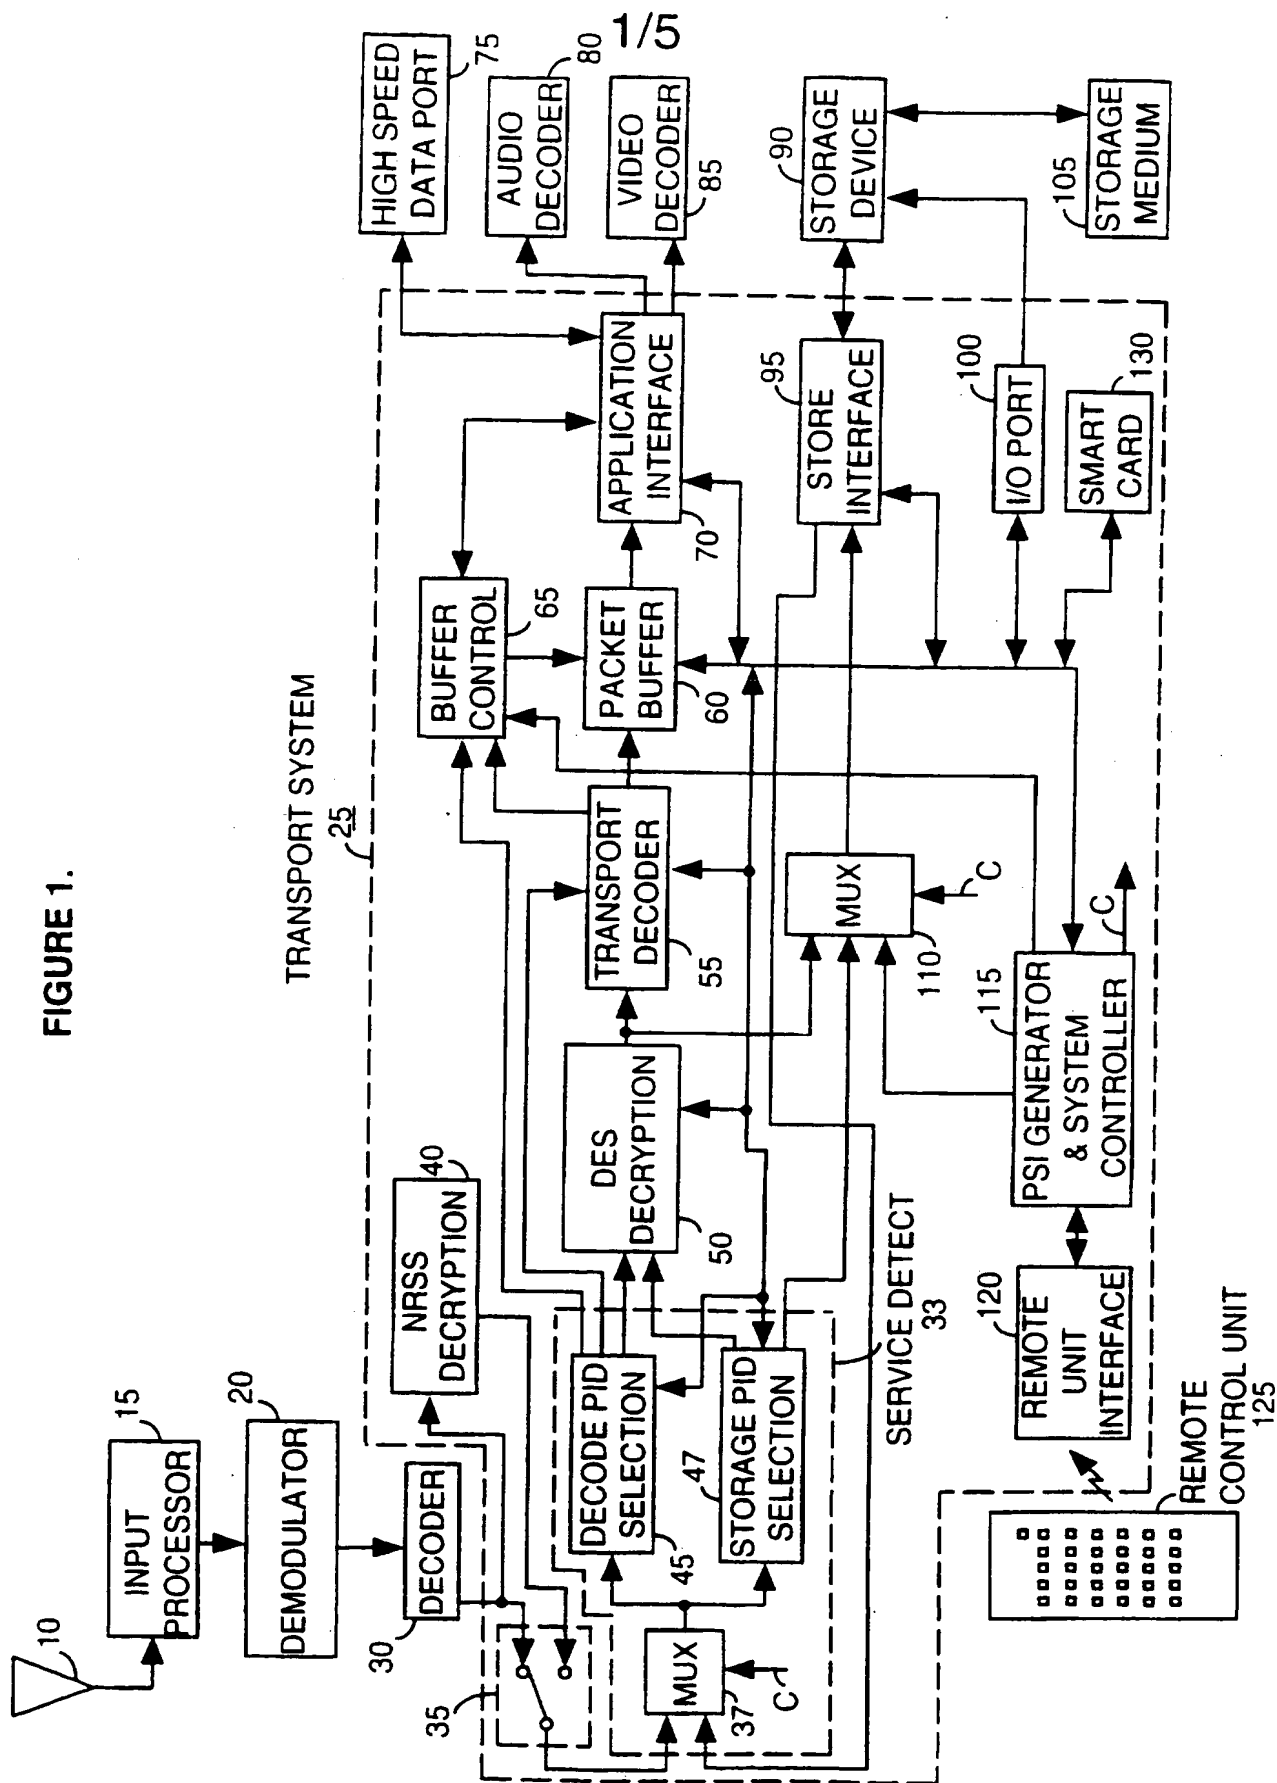 1/5
FIGURE 1.
TRANSPORT SYSTEM
25
10
INPUT
PROCESSOR
15
DEMODULATOR
20
DECODER
30
35
NRSS
DECRYPTION
40
MUX
37
C
DECODE PID
SELECTION
45
STORAGE PID
SELECTION
47
SERVICE DETECT
33
DES
DECRYPTION
50
TRANSPORT
DECODER
55
PACKET
BUFFER
60
BUFFER
CONTROL
65
APPLICATION
INTERFACE
70
HIGH SPEED
DATA PORT
75
AUDIO
DECODER
80
VIDEO
DECODER
85
STORAGE
DEVICE
90
STORE
INTERFACE
95
I/O PORT
100
STORAGE
MEDIUM
105
SMART
CARD
130
MUX
110
C
PSI GENERATOR
& SYSTEM
CONTROLLER
115
C
REMOTE
UNIT
INTERFACE
120
REMOTE
CONTROL UNIT
125